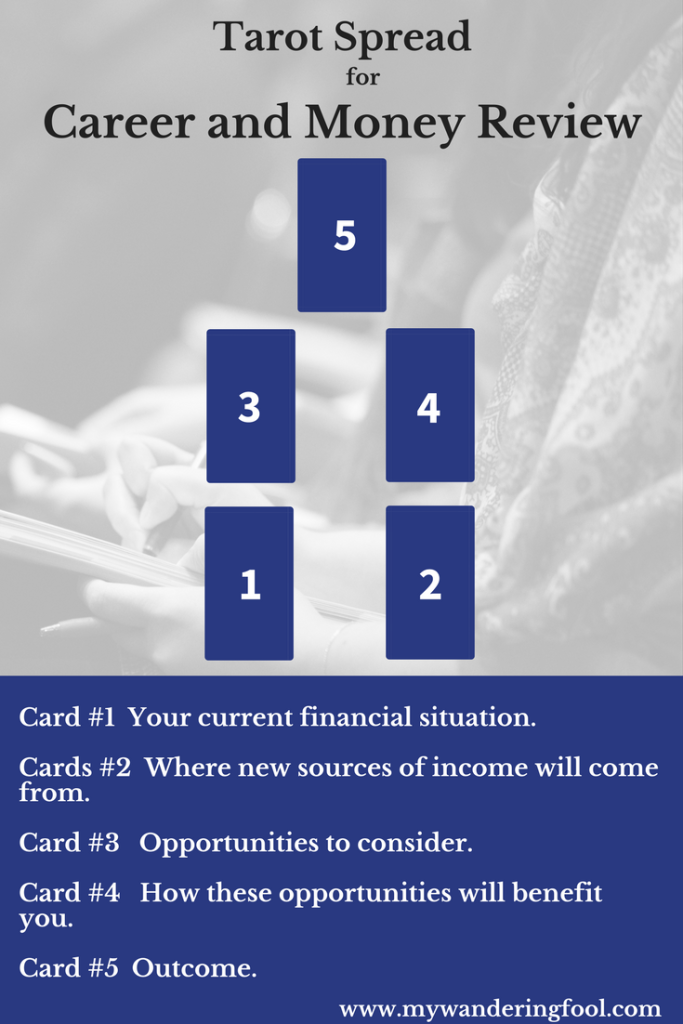 Tarot Spread
for
Career and Money Review
5
3 4
1 2
Card #1 Your current financial situation.
Cards #2 Where new sources of income will come
from.
Card #3 Opportunities to consider.
Card #4 How these opportunities will benefit
you.
Card #5 Outcome.
www.mywanderingfool.com